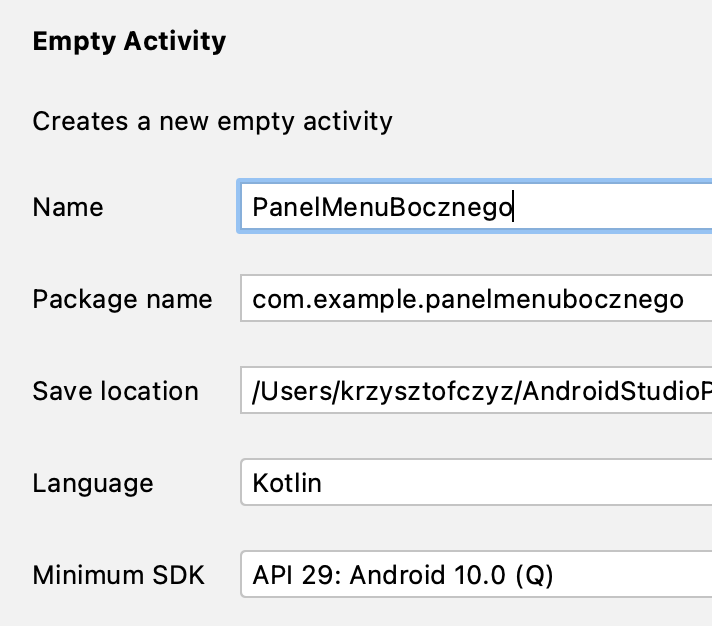 Empty Activity
Creates a new empty activity
Name PanelMenuBocznego
Package name com.example.panelmenubocznego
Save location /Users/krzysztofczyz/AndroidStudioP
Language Kotlin
Minimum SDK API 29: Android 10.0 (Q)